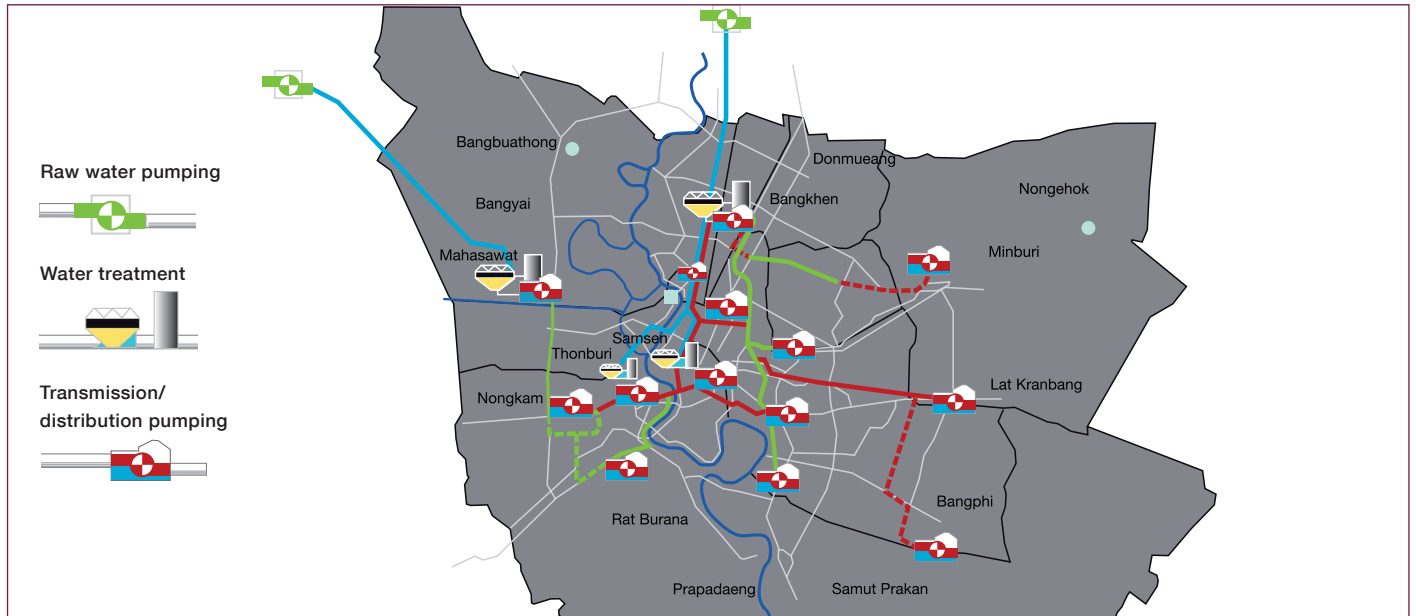 Raw water pumping
Water treatment
Transmission/
distribution pumping
Bangbuathong
Donmueang
Nongehok
Bangkhen
Bangyai
Minburi
Mahasawat
Samseh
Thonburi
Lat Kranbang
Nongkam
Bangphi
Rat Burana
Prapadaeng
Samut Prakan